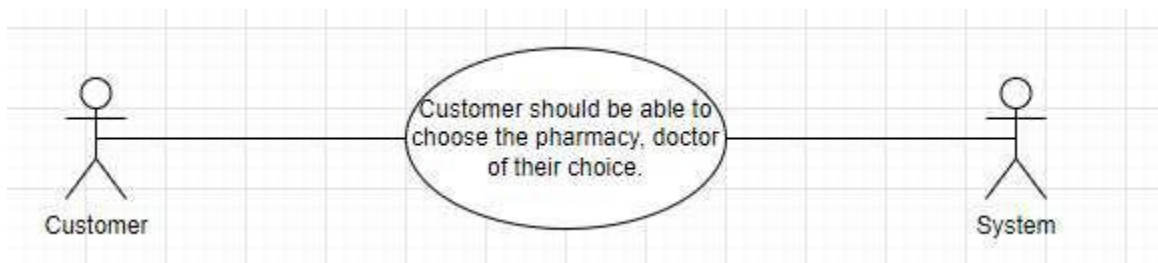 Customer should be able to
choose the pharmacy, doctor
of their choice.
Customer
System